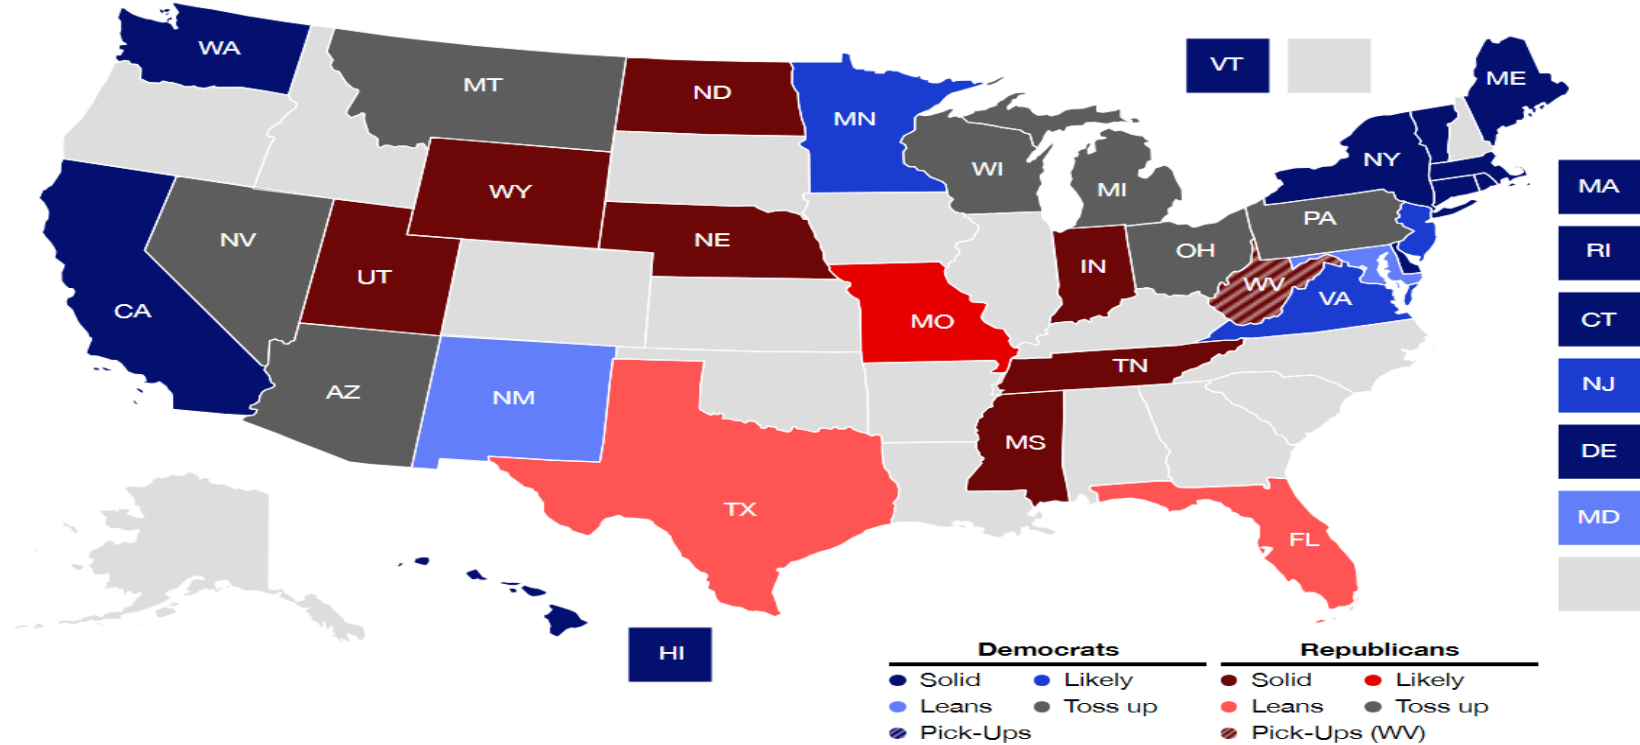 WA
VT
ME
MT
ND
MN
NY
WI
MI
WY
MA
PA
NV
NE
OH
RI
IN
UT
WV
VA
CA
MO
CT
TN
NJ
AZ
NM
MS
DE
TX
MD
FL
HI
Democrats Republicans
Solid Likely Solid Likely
Leans Toss up Leans Toss up
Pick-Ups Pick-Ups (WV)